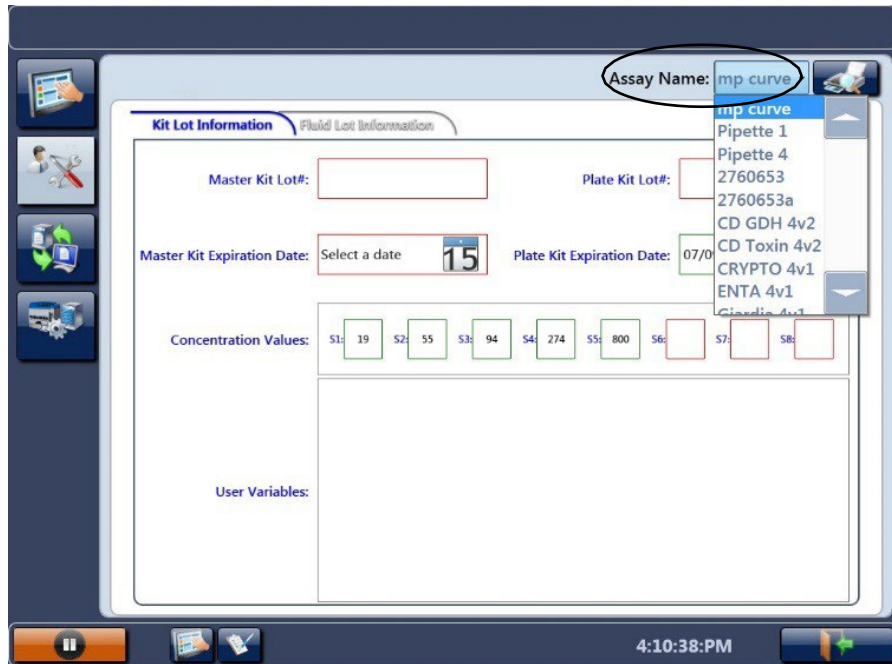 Assay Name: mp curve
mp curve
Pipette 1
Pipette 4
2760653
2760653a
CD GDH 4v2
CD Toxin 4v2
CRYPTO 4v1
ENTA 4v1
Giardia 4v1
Kit Lot Information Fluid Lot Information
Master Kit Lot#: Plate Kit Lot#:
Master Kit Expiration Date: Select a date 15 Plate Kit Expiration Date:
Concentration Values: S1: 19 S2: 55 S3: 94 S4: 274 S5: 800 S6: S7: S8:
User Variables:
4:10:38:PM